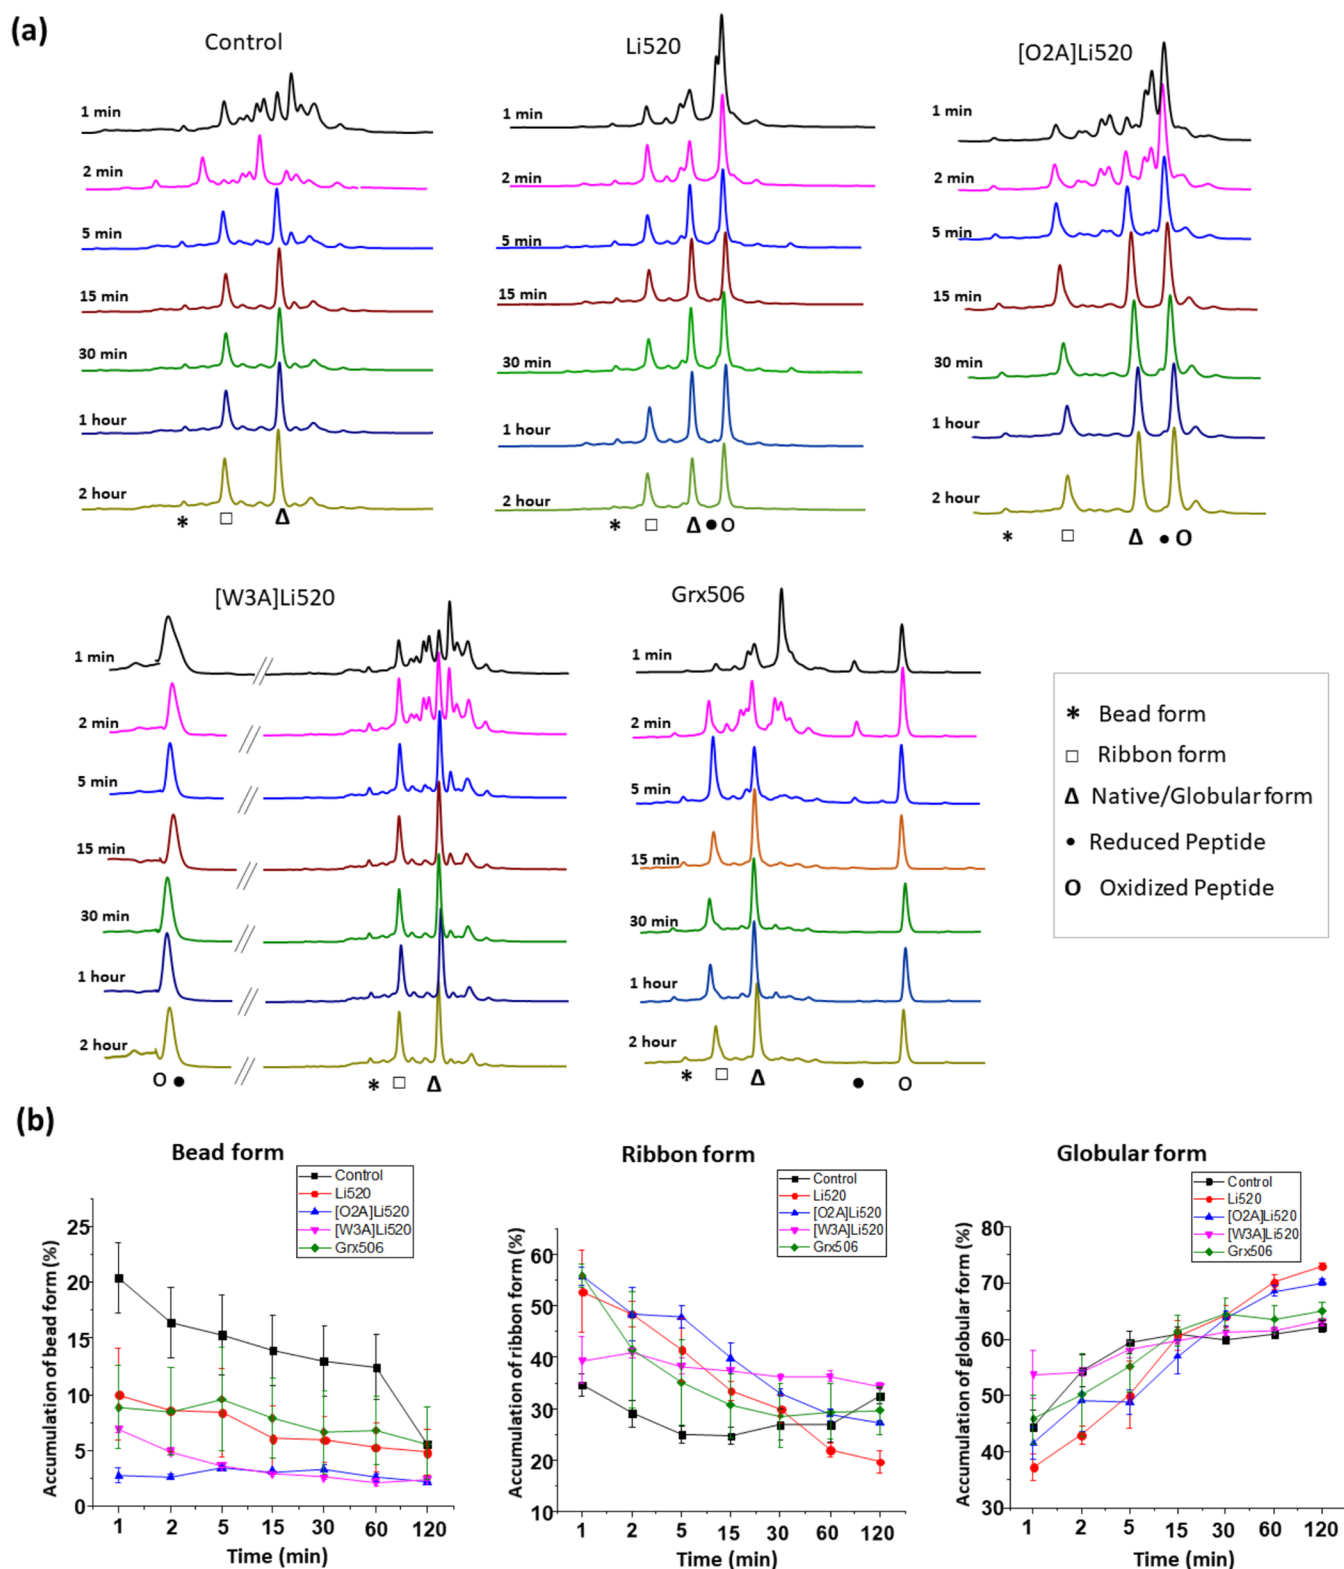 (a)
Control
1 min
2 min
5 min
15 min
30 min
1 hour
2 hour
* □ Δ
Li520
1 min
2 min
5 min
15 min
30 min
1 hour
2 hour
* □ Δ ● O
[O2A]Li520
1 min
2 min
5 min
15 min
30 min
1 hour
2 hour
* □ Δ ● O
[W3A]Li520
1 min
2 min
5 min
15 min
30 min
1 hour
2 hour
O ● * □ Δ
Grx506
1 min
2 min
5 min
15 min
30 min
1 hour
2 hour
* □ Δ ● O
* Bead form
□ Ribbon form
Δ Native/Globular form
● Reduced Peptide
O Oxidized Peptide
(b)
Bead form
Control
Li520
[O2A]Li520
[W3A]Li520
Grx506
Accumulation of bead form (%)
25
20
15
10
5
0
1 2 5 15 30 60 120
Time (min)
Ribbon form
Control
Li520
[O2A]Li520
[W3A]Li520
Grx506
Accumulation of ribbon form (%)
60
50
40
30
20
10
1 2 5 15 30 60 120
Time (min)
Globular form
Control
Li520
[O2A]Li520
[W3A]Li520
Grx506
Accumulation of globular form (%)
80
70
60
50
40
30
1 2 5 15 30 60 120
Time (min)